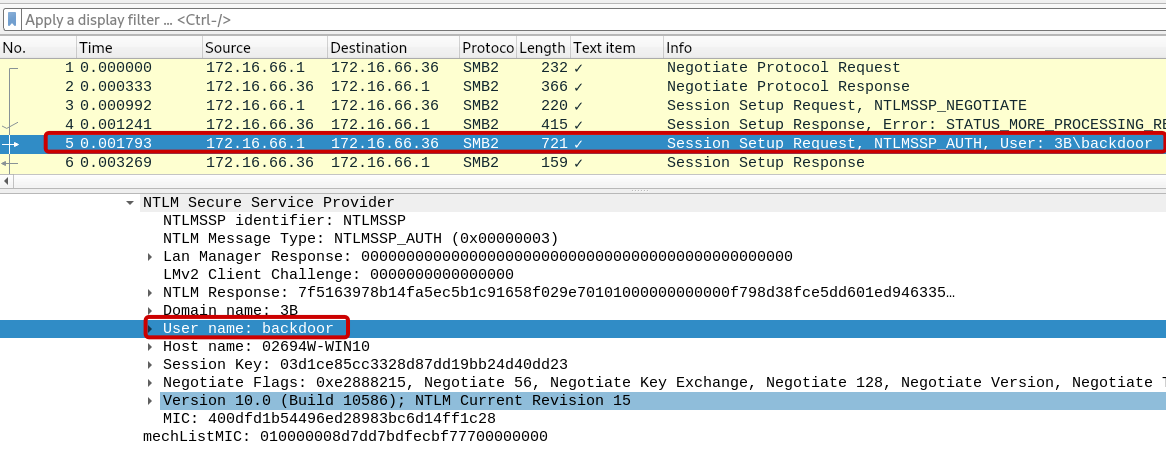 Apply a display filter ... <Ctrl-/>
No. Time Source Destination Protoco Length Text item Info
1 0.000000 172.16.66.1 172.16.66.36 SMB2 232 ✓ Negotiate Protocol Request
2 0.000333 172.16.66.36 172.16.66.1 SMB2 366 ✓ Negotiate Protocol Response
3 0.000992 172.16.66.1 172.16.66.36 SMB2 220 ✓ Session Setup Request, NTLMSSP_NEGOTIATE
4 0.001241 172.16.66.36 172.16.66.1 SMB2 415 ✓ Session Setup Response, Error: STATUS_MORE_PROCESSING_RE
5 0.001793 172.16.66.1 172.16.66.36 SMB2 721 ✓ Session Setup Request, NTLMSSP_AUTH, User: 3B\backdoor
6 0.003269 172.16.66.36 172.16.66.1 SMB2 159 ✓ Session Setup Response
NTLM Secure Service Provider
NTLMSSP identifier: NTLMSSP
NTLM Message Type: NTLMSSP_AUTH (0x00000003)
Lan Manager Response: 000000000000000000000000000000000000000000000000
LMv2 Client Challenge: 0000000000000000
NTLM Response: 7f5163978b14fa5ec5b1c91658f029e70101000000000000f798d38fce5dd601ed946335…
Domain name: 3B
User name: backdoor
Host name: 02694W-WIN10
Session Key: 03d1ce85cc3328d87dd19bb24d40dd23
Negotiate Flags: 0xe2888215, Negotiate 56, Negotiate Key Exchange, Negotiate 128, Negotiate Version, Negotiate T
Version 10.0 (Build 10586); NTLM Current Revision 15
MIC: 400dfd1b54496ed28983bc6d14ff1c28
mechListMIC: 010000008d7dd7bdfecbf77700000000